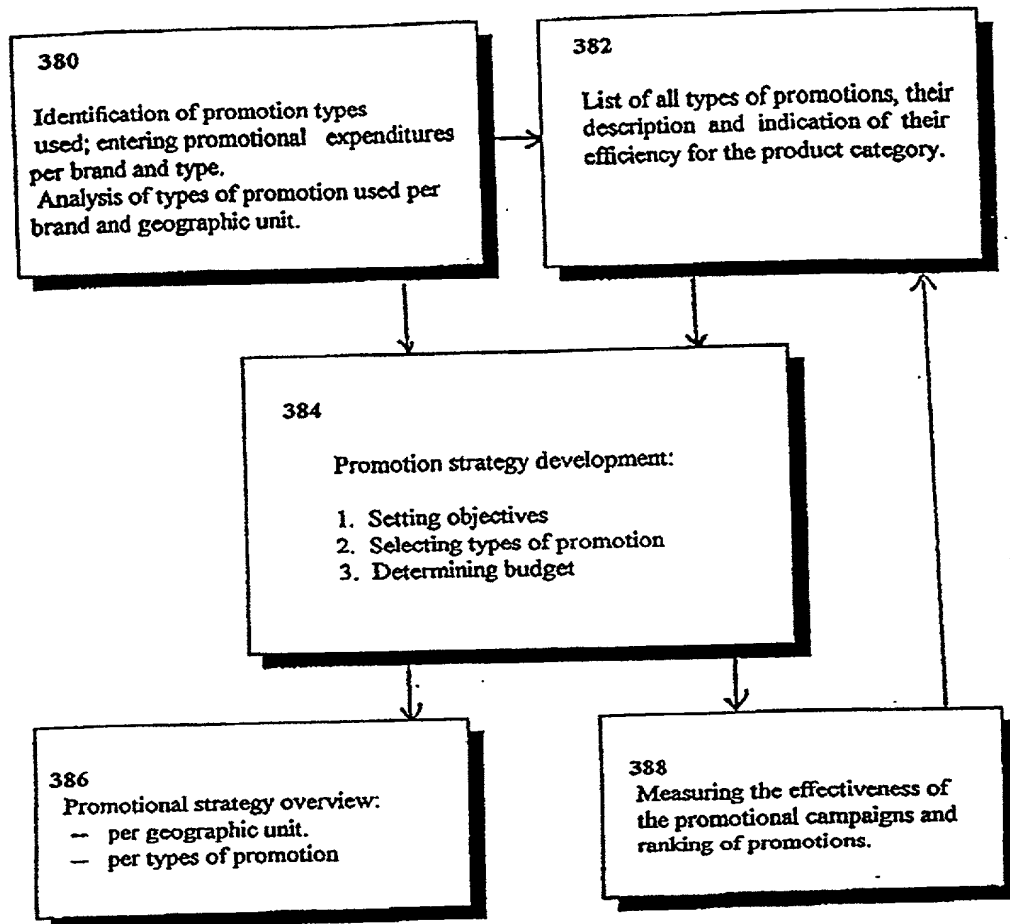 380
Identification of promotion types
used; entering promotional expenditures
per brand and type.
Analysis of types of promotion used per
brand and geographic unit.
382
List of all types of promotions, their
description and indication of their
efficiency for the product category.
384
Promotion strategy development:
1. Setting objectives
2. Selecting types of promotion
3. Determining budget
386
Promotional strategy overview:
— per geographic unit.
— per types of promotion
388
Measuring the effectiveness of
the promotional campaigns and
ranking of promotions.